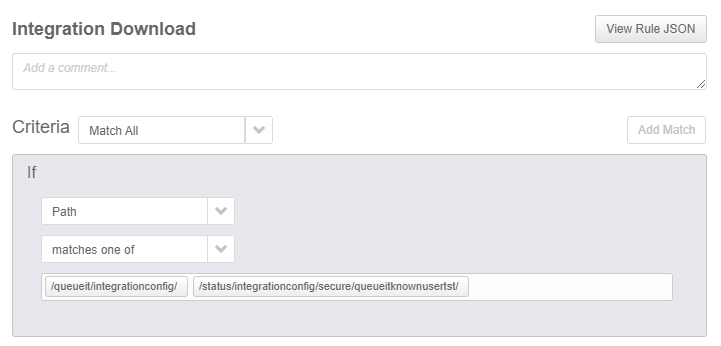 Integration Download
View Rule JSON
Add a comment...
Criteria
Match All
Add Match
If
Path
matches one of
/queueit/integrationconfig/ /status/integrationconfig/secure/queueitknownusertst/